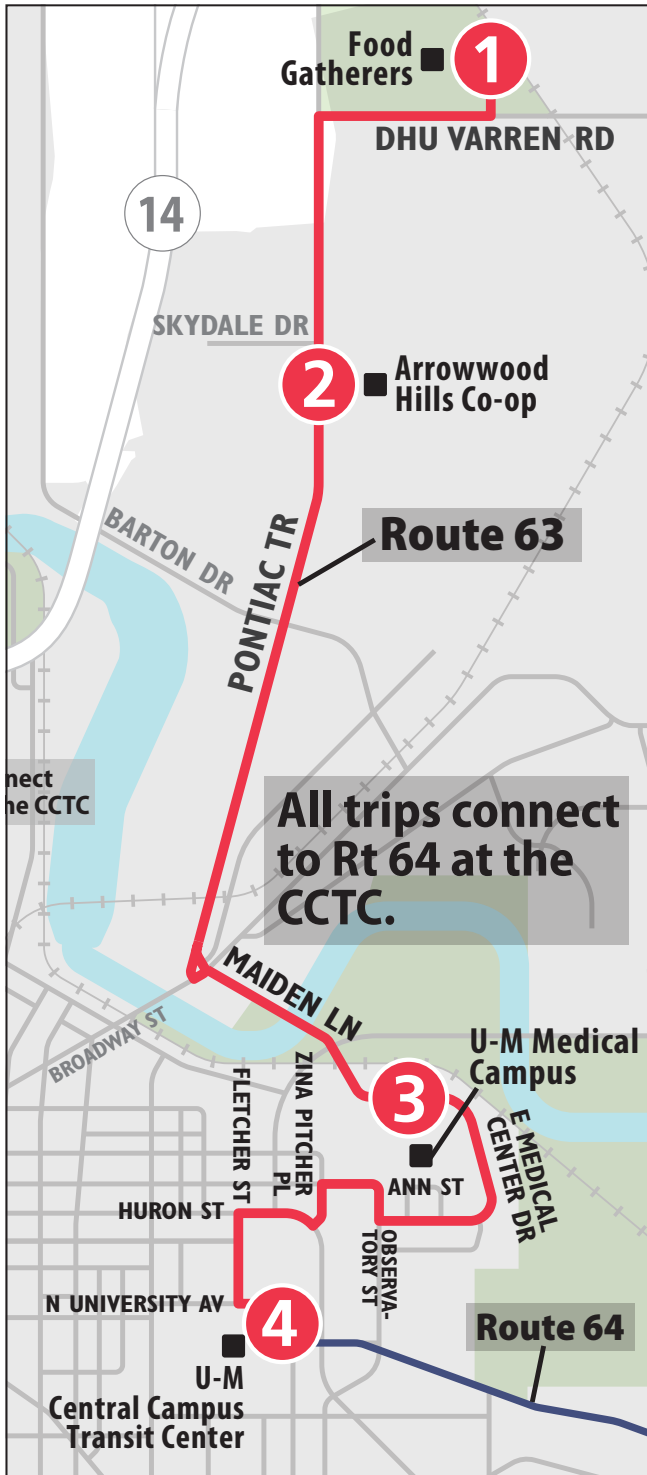 Food
Gatherers
1
DHU VARREN RD
14
SKYDALE DR
2
Arrowwood
Hills Co-op
BARTON DR
PONTIAC TR
Route 63
nnect
he CCTC
All trips connect
to Rt 64 at the
CCTC.
MAIDEN LN
BROADWAY ST
U-M Medical
Campus
3
FLETCHER ST
ZINA PITCHER
PL
E MEDICAL
CENTER DR
ANN ST
HURON ST
OBSERVA-
TORY ST
N UNIVERSITY AV
4
Route 64
U-M
Central Campus
Transit Center